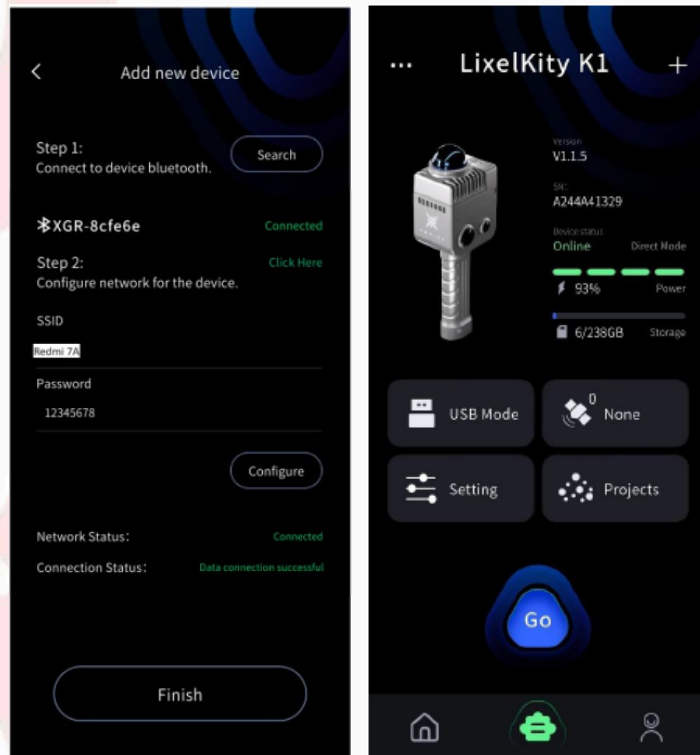 Add new device
Step 1:
Connect to device bluetooth.
Search
XGR-8cfe6e
Connected
Step 2:
Click Here
Configure network for the device.
SSID
Redmi 7A
Password
12345678
Configure
Network Status:
Connected
Connection Status:
Data connection successful
Finish
LixelKity K1
Version
V1.1.5
SN:
A244A41329
Device status
Online
Direct Mode
93%
Power
6/238GB
Storage
USB Mode
0
None
Setting
Projects
Go